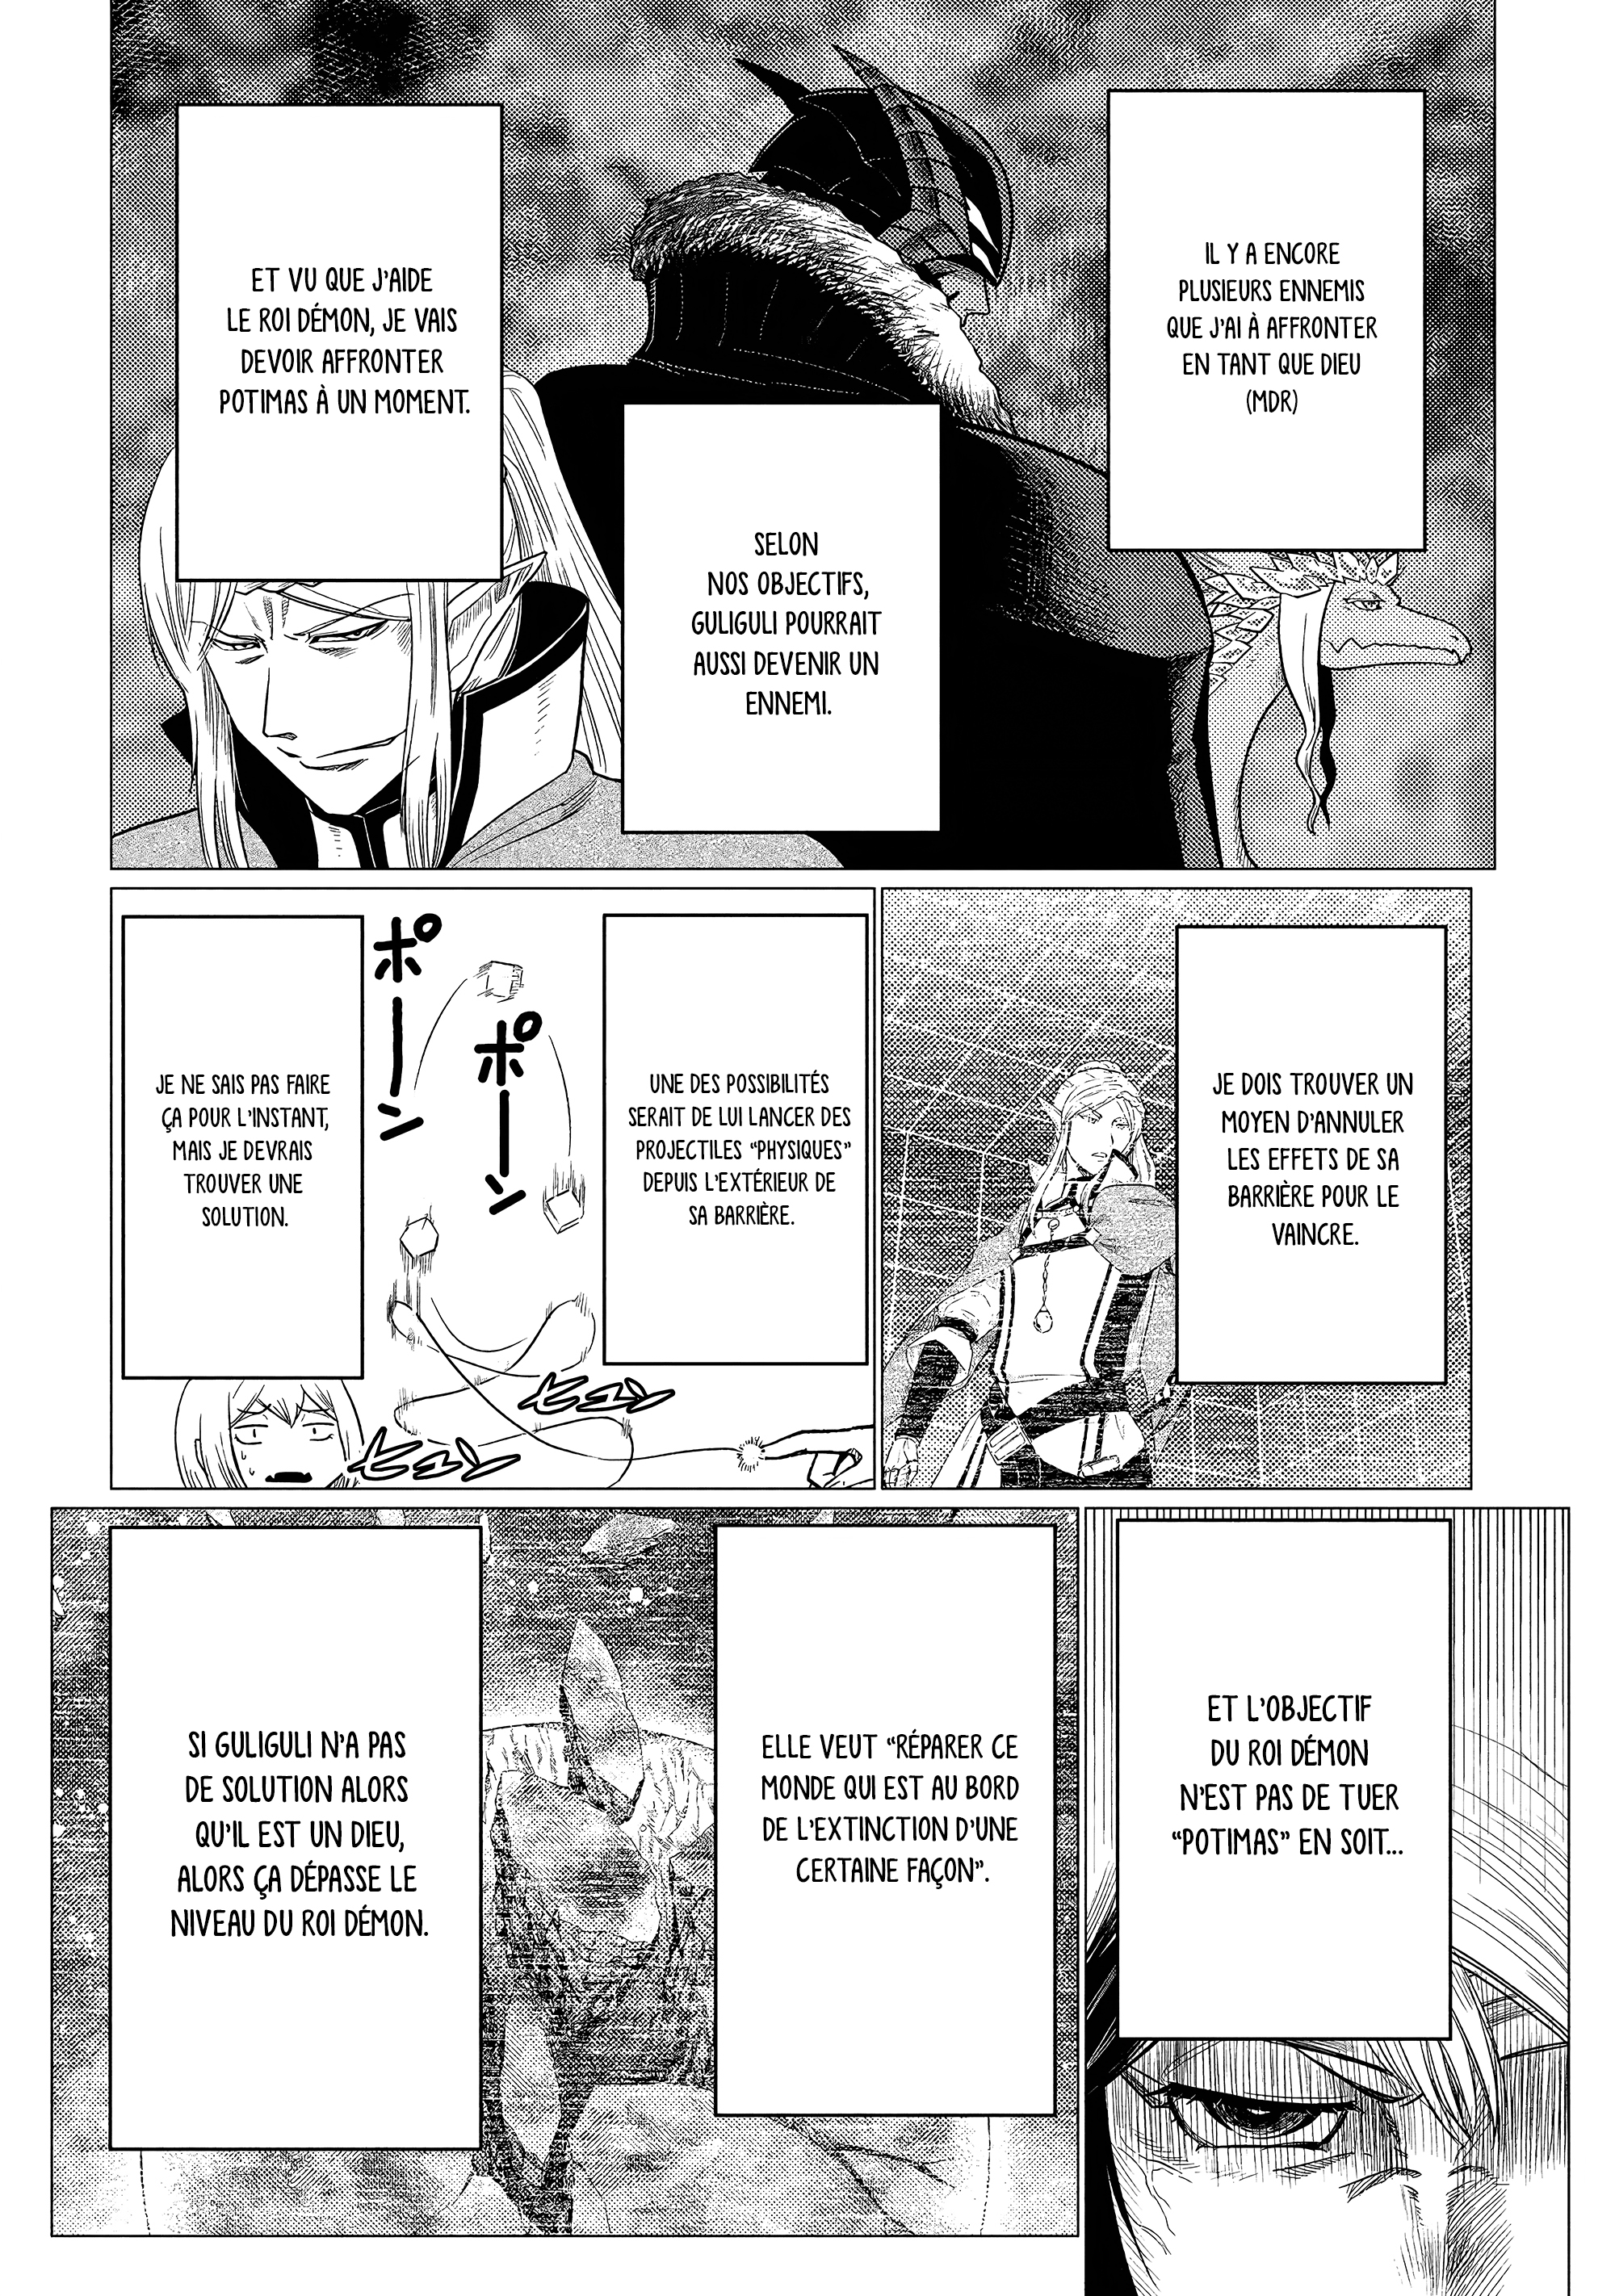 IL Y A ENCORE
PLUSIEURS ENNEMIS
QUE J'AI À AFFRONTER
EN TANT QUE DIEU
(MDR)
SELON
NOS OBJECTIFS,
GULIGULI POURRAIT
AUSSI DEVENIR UN
ENNEMI.
ET VU QUE J'AIDE
LE ROI DÉMON, JE VAIS
DEVOIR AFFRONTER
POTIMAS À UN MOMENT.
JE DOIS TROUVER UN
MOYEN D'ANNULER
LES EFFETS DE SA
BARRIÈRE POUR LE
VAINCRE.
UNE DES POSSIBILITÉS
SERAIT DE LUI LANCER DES
PROJECTILES “PHYSIQUES”
DEPUIS L'EXTÉRIEUR DE
SA BARRIÈRE.
ポーン
ポーン
ヒュン
ヒュン
JE NE SAIS PAS FAIRE
ÇA POUR L'INSTANT,
MAIS JE DEVRAIS
TROUVER UNE
SOLUTION.
ET L'OBJECTIF
DU ROI DÉMON
N'EST PAS DE TUER
“POTIMAS” EN SOIT...
ELLE VEUT “RÉPARER CE
MONDE QUI EST AU BORD
DE L'EXTINCTION D'UNE
CERTAINE FAÇON”.
SI GULIGULI N'A PAS
DE SOLUTION ALORS
QU'IL EST UN DIEU,
ALORS ÇA DÉPASSE LE
NIVEAU DU ROI DÉMON.